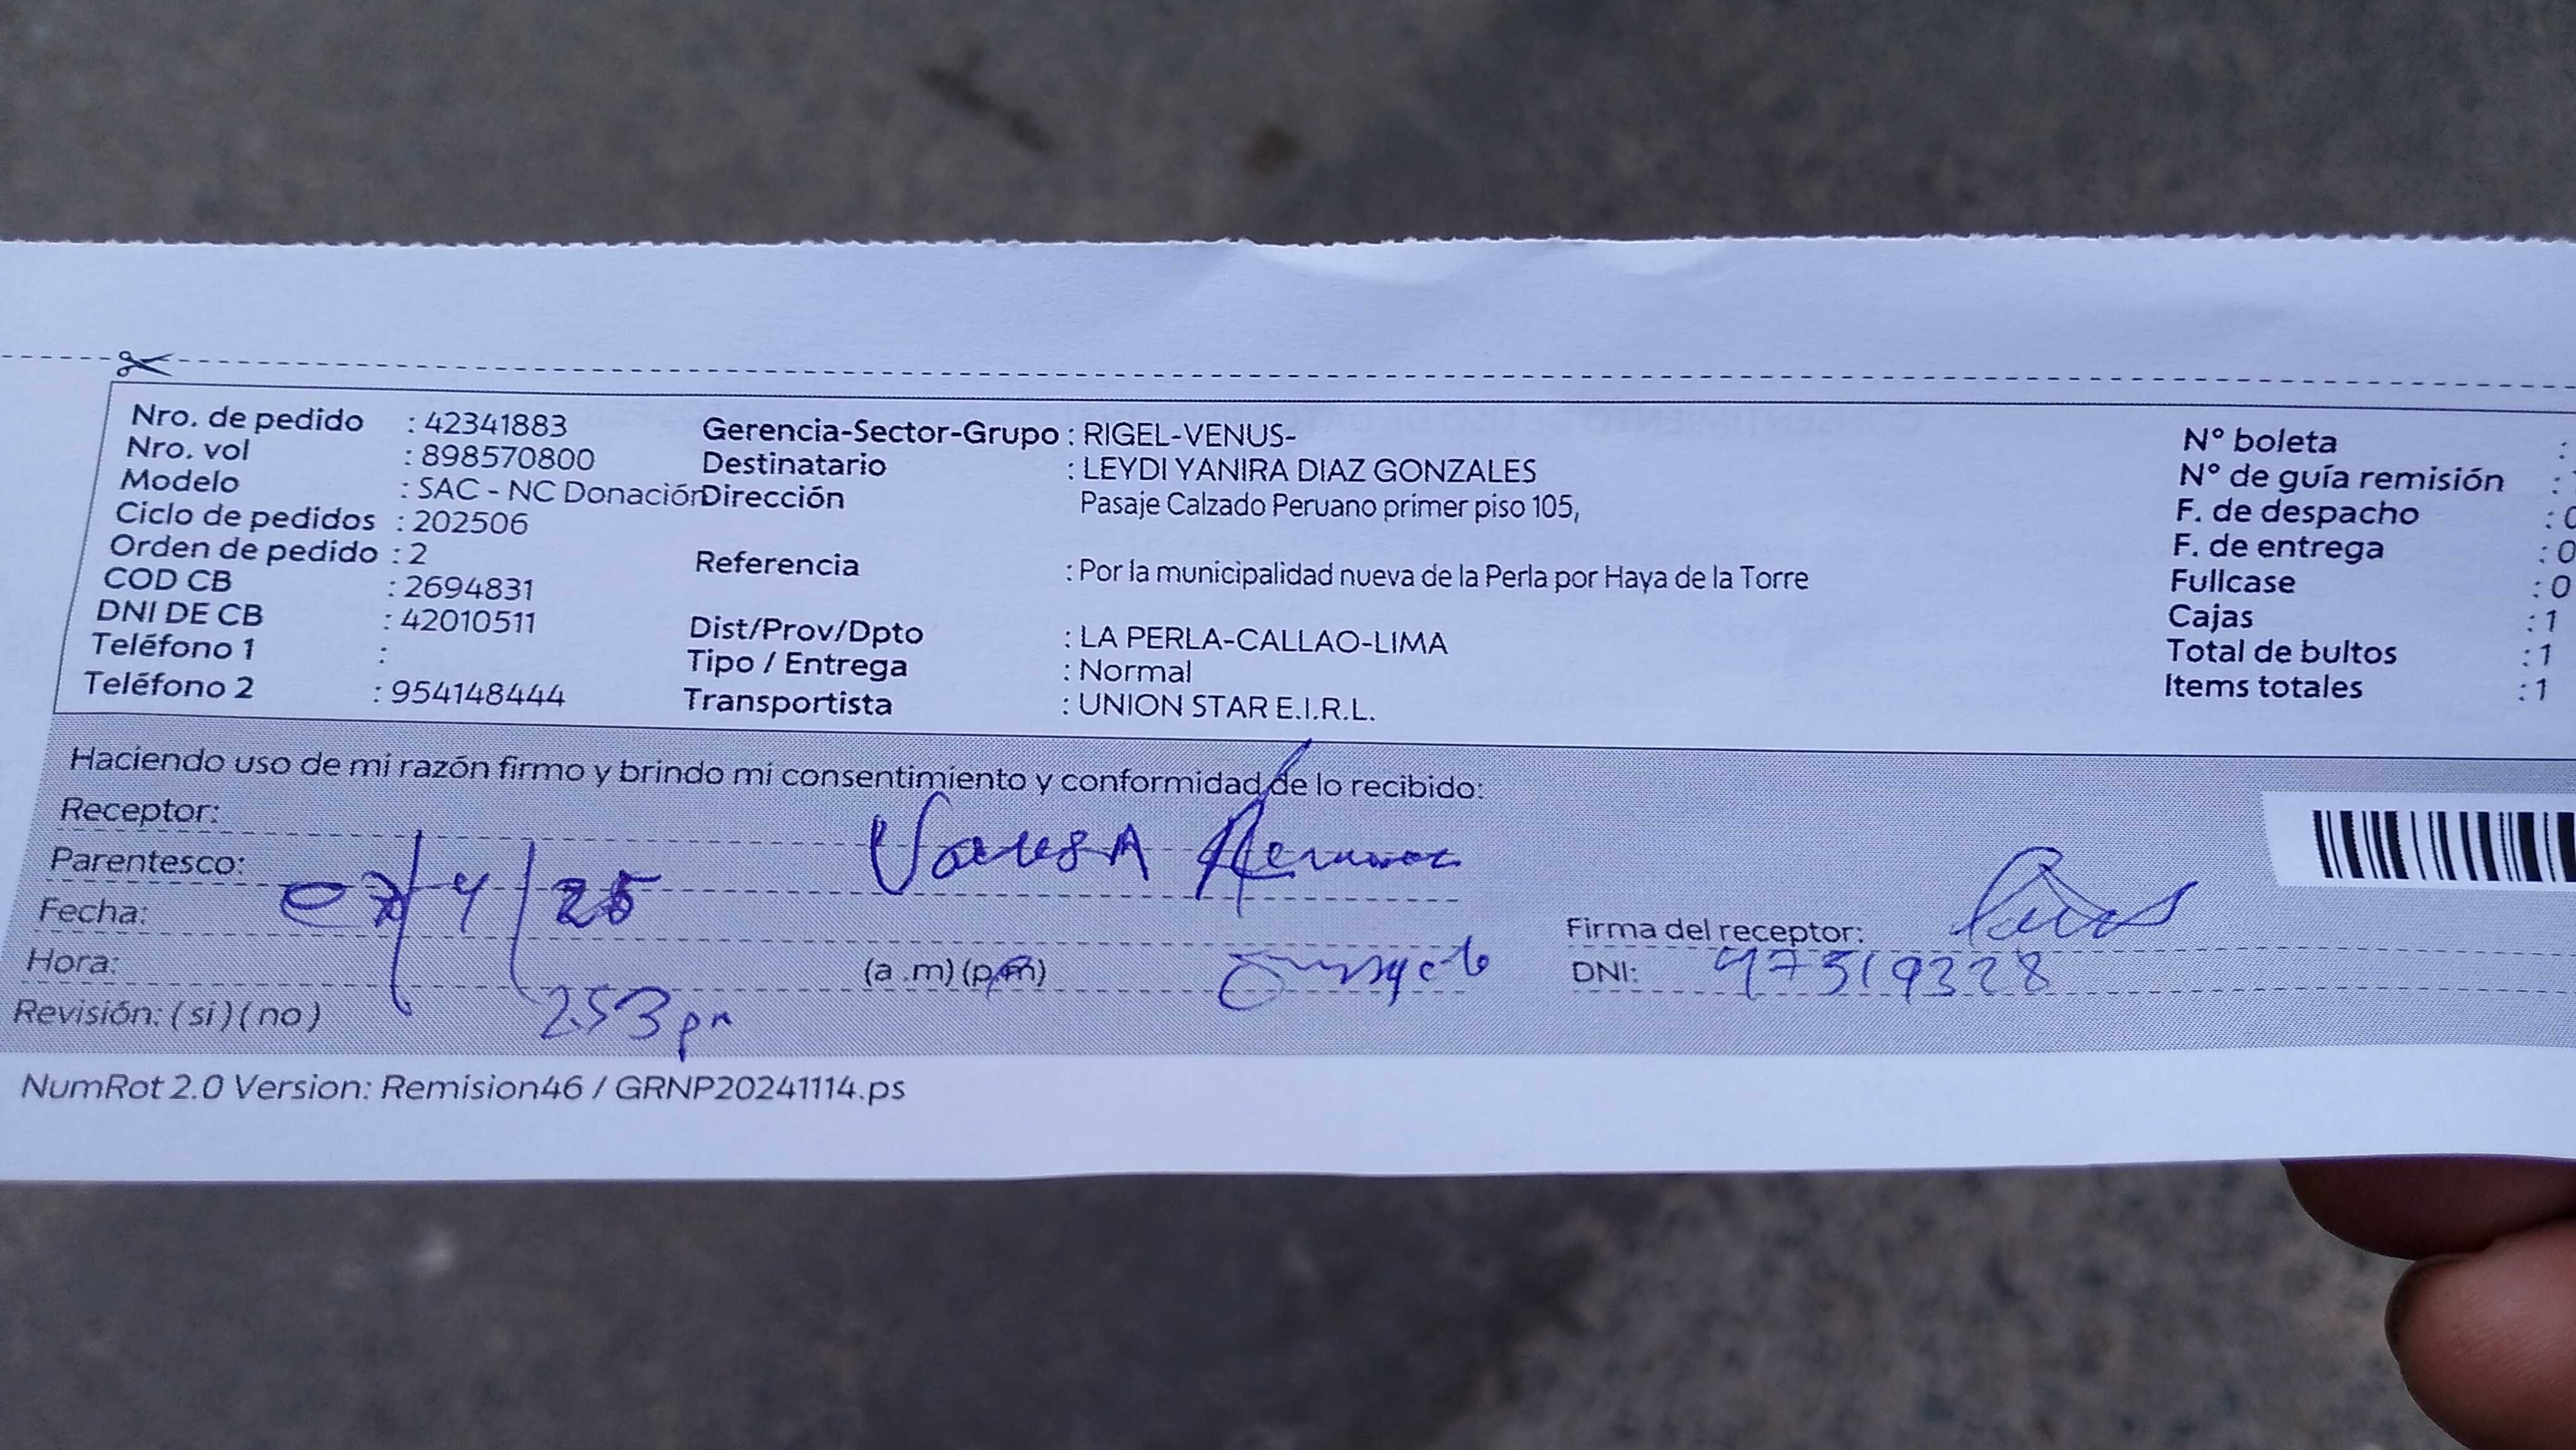 Nro. de pedido : 42341883
Nro. vol : 898570800
Modelo : SAC - NC Donación
Ciclo de pedidos : 202506
Orden de pedido : 2
COD CB : 2694831
DNI DE CB : 42010511
Teléfono 1 :
Teléfono 2 : 954148444
Gerencia-Sector-Grupo : RIGEL-VENUS-
Destinatario : LEYDI YANIRA DIAZ GONZALES
Dirección Pasaje Calzado Peruano primer piso 105,
Referencia : Por la municipalidad nueva de la Perla por Haya de la Torre
Dist/Prov/Dpto : LA PERLA-CALLAO-LIMA
Tipo / Entrega : Normal
Transportista : UNION STAR E.I.R.L.
N° boleta :
N° de guía remisión :
F. de despacho : 0
F. de entrega : 0
Fullcase : 0
Cajas : 1
Total de bultos : 1
Items totales : 1
Haciendo uso de mi razón firmo y brindo mi consentimiento y conformidad de lo recibido:
Receptor:
Parentesco:
Fecha: 07/4/25
Hora: 253 pm (a .m) (p.m)
Revisión: ( si ) ( no )
Firma del receptor:
DNI: 47519328
NumRot 2.0 Version: Remision46 / GRNP20241114.ps